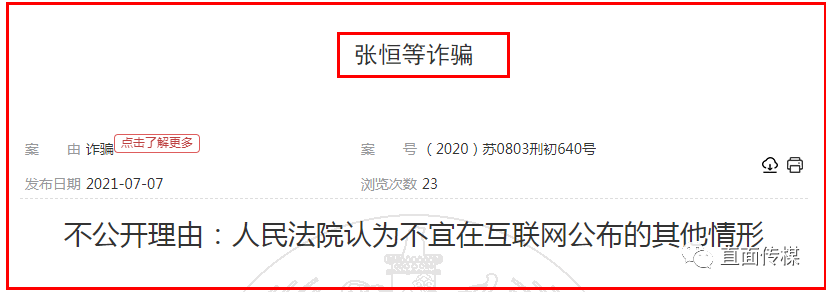 张恒等诈骗
案 由 诈骗 点击了解更多 案 号 （2020）苏0803刑初640号
发布日期 2021-07-07 浏览次数 23
不公开理由：人民法院认为不宜在互联网公布的其他情形
直面传媒